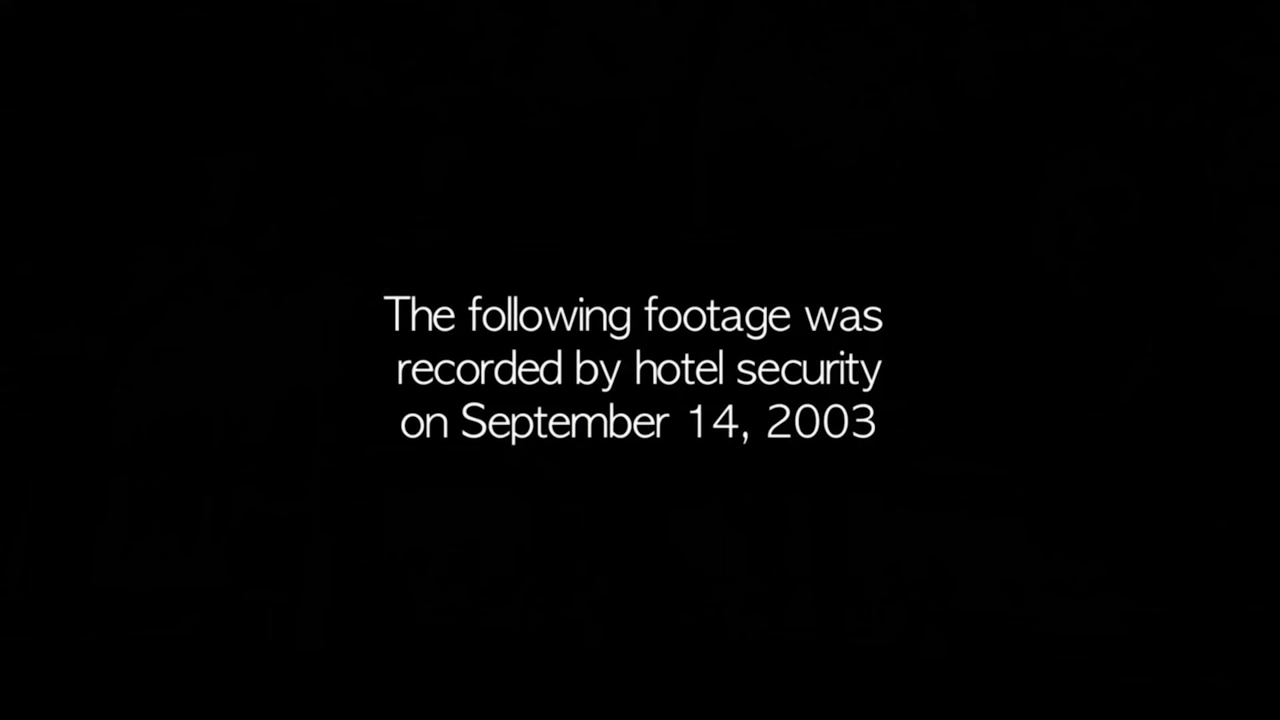 The following footage was
recorded by hotel security
on September 14, 2003